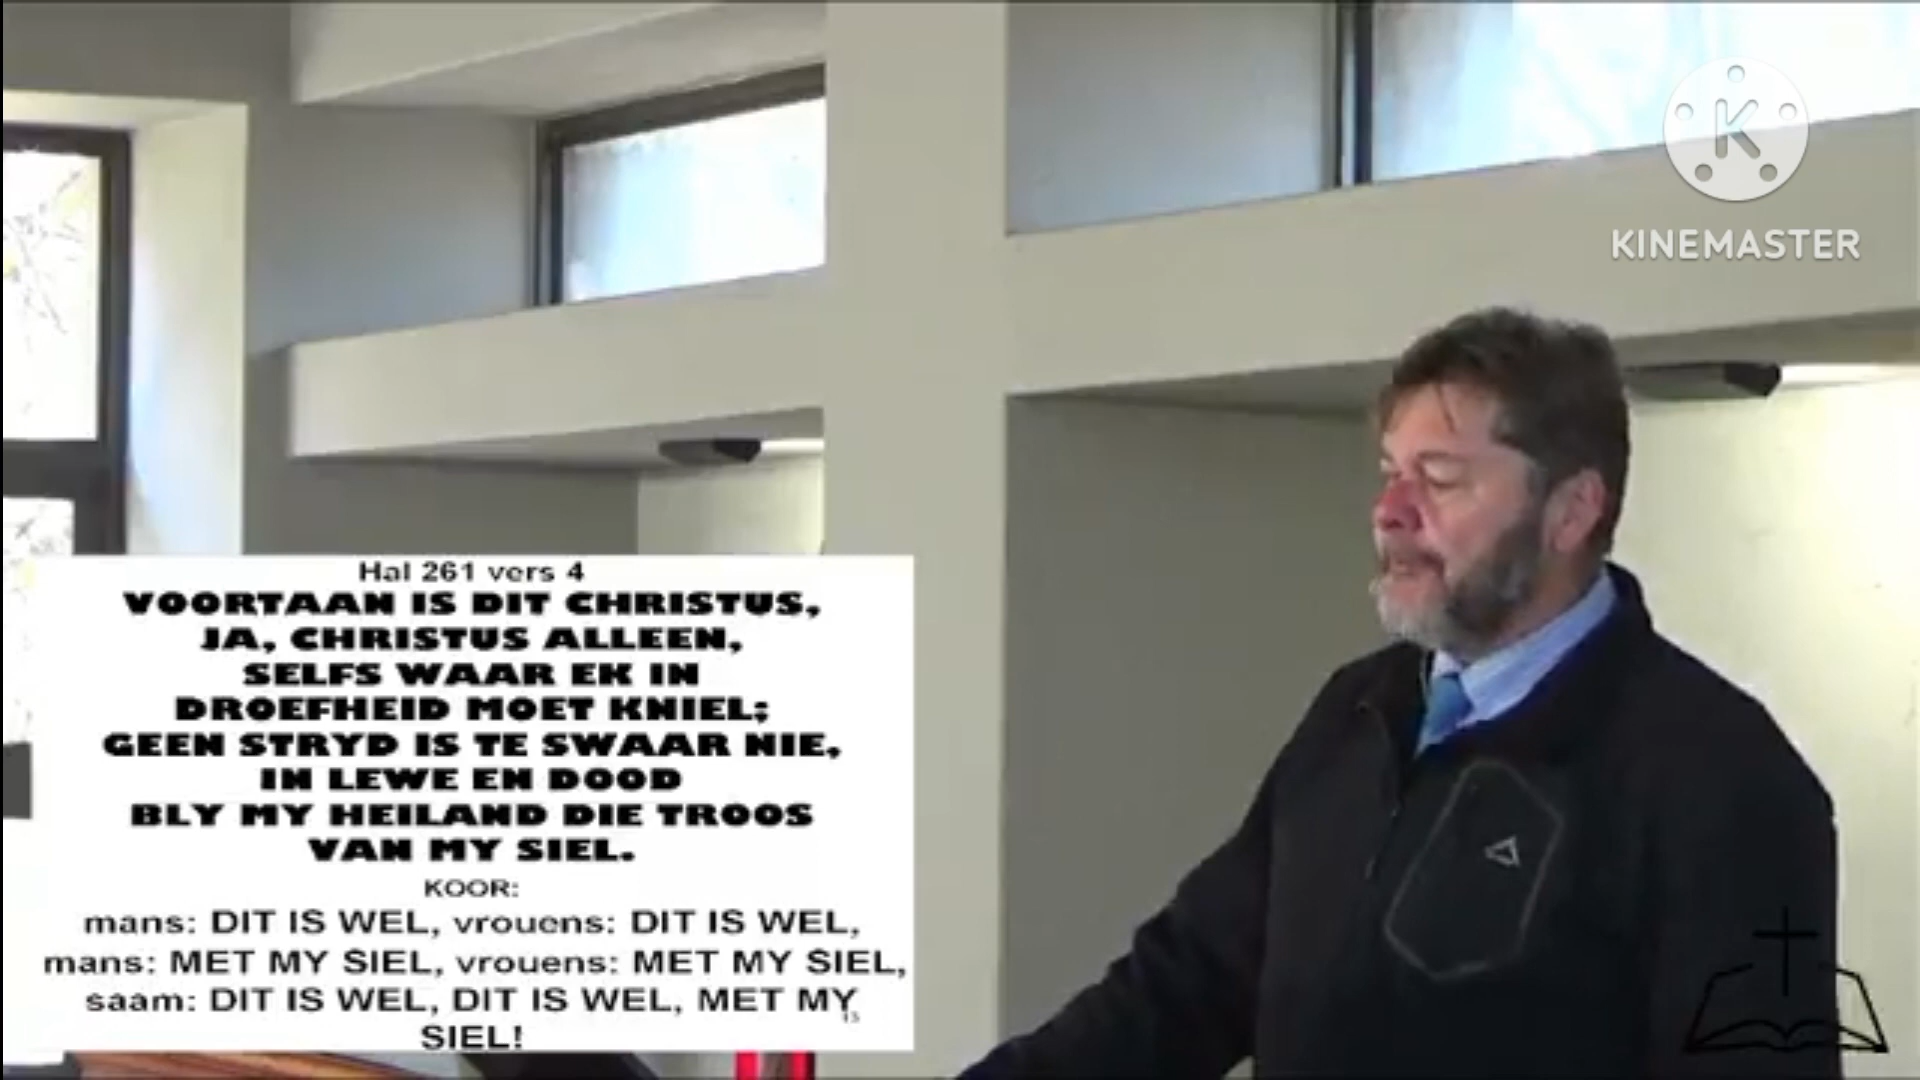 KINEMASTER
Hal 261 vers 4
VOORTAAN IS DIT CHRISTUS,
JA, CHRISTUS ALLEEN,
SELFS WAAR EK IN
DROEFHEID MOET KNIEL;
GEEN STRYD IS TE SWAAR NIE,
IN LEWE EN DOOD
BLY MY HEILAND DIE TROOS
VAN MY SIEL.
KOOR:
mans: DIT IS WEL, vrouens: DIT IS WEL,
mans: MET MY SIEL, vrouens: MET MY SIEL,
saam: DIT IS WEL, DIT IS WEL, MET MY
SIEL!